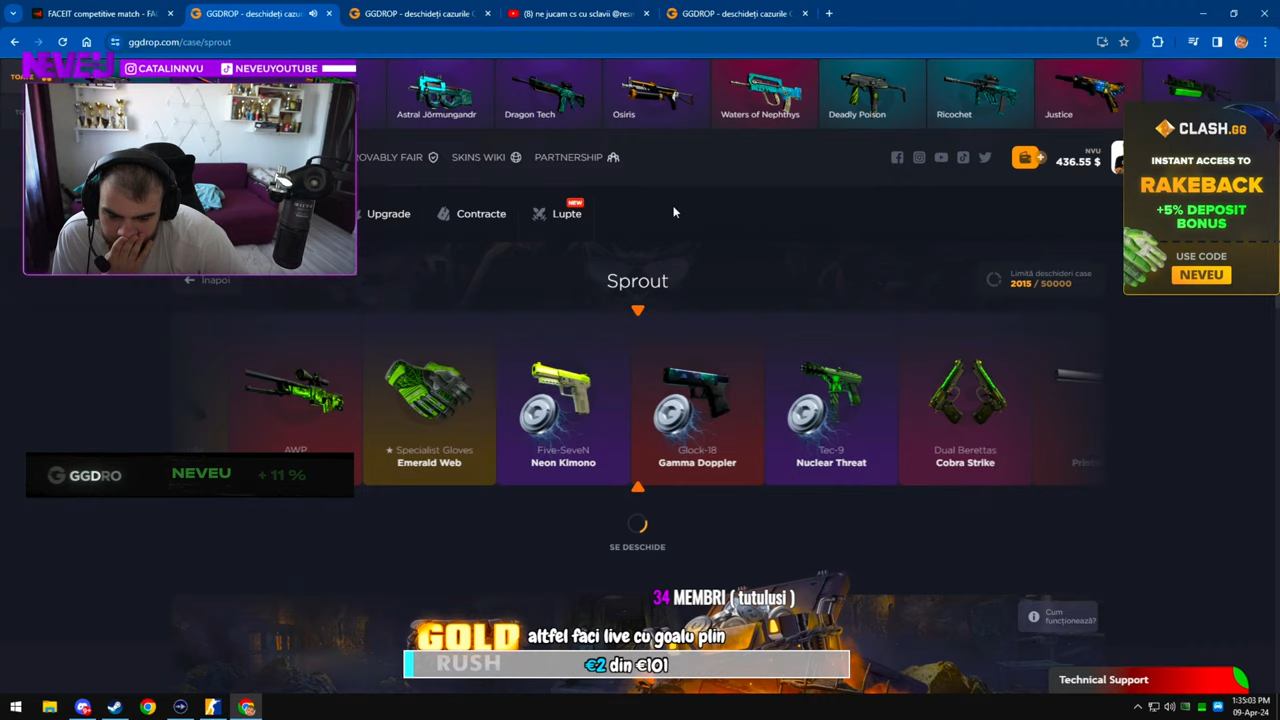 FACEIT competitive match - FAC
GGDROP - deschideți cazuri
GGDROP - deschideți cazurile C
(8) ne jucam cs cu sclavii @resn
GGDROP - deschideți cazurile C
ggdrop.com/case/sprout
NEVEU
CATALINNVU
NEVEUYOUTUBE
Astral Jörmungandr
Dragon Tech
Osiris
Waters of Nephthys
Deadly Poison
Ricochet
Justice
ROVABLY FAIR
SKINS WIKI
PARTNERSHIP
NVU
436.55 $
CLASH.GG
INSTANT ACCESS TO
RAKEBACK
+5% DEPOSIT
BONUS
USE CODE
NEVEU
Upgrade
Contracte
NEW
Lupte
Înapoi
Sprout
Limită deschideri case
2015 / 50000
AWP
★ Specialist Gloves
Emerald Web
Five-SeveN
Neon Kimono
Glock-18
Gamma Doppler
Tec-9
Nuclear Threat
Dual Berettas
Cobra Strike
GGDRO
NEVEU
+ 11 %
SE DESCHIDE
34 MEMBRI ( tutulusi )
GOLD
RUSH
altfel faci live cu goalu plin
€2 din €101
Cum
funcționează?
Technical Support
1:35:03 PM
09-Apr-24